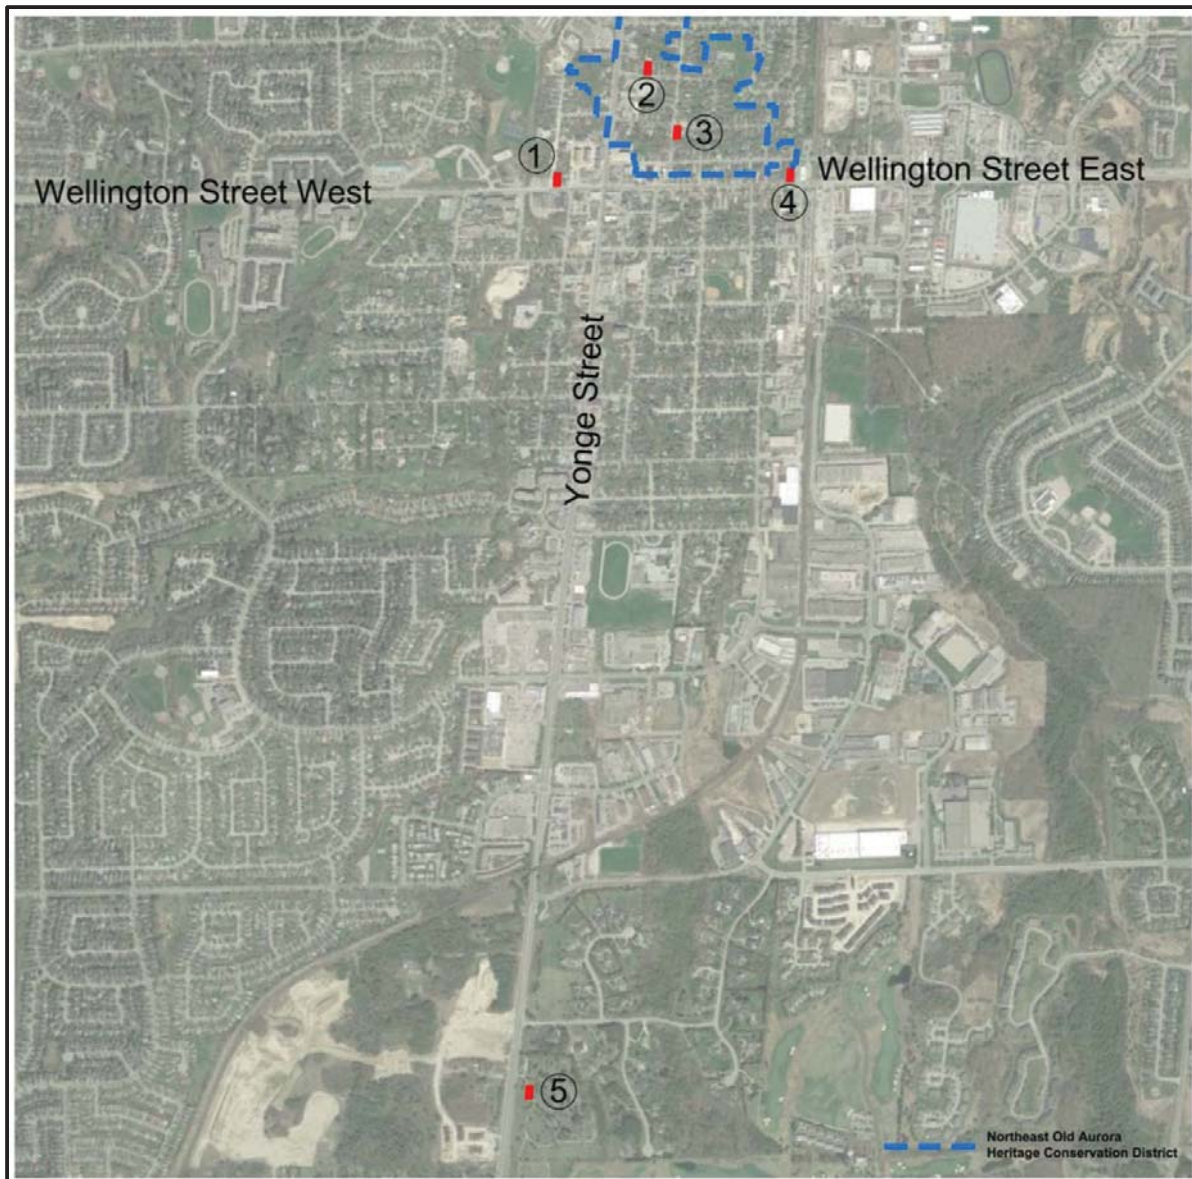 2
3
1
Wellington Street East
Wellington Street West
4
Yonge Street
5
Northeast Old Aurora
Heritage Conservation District